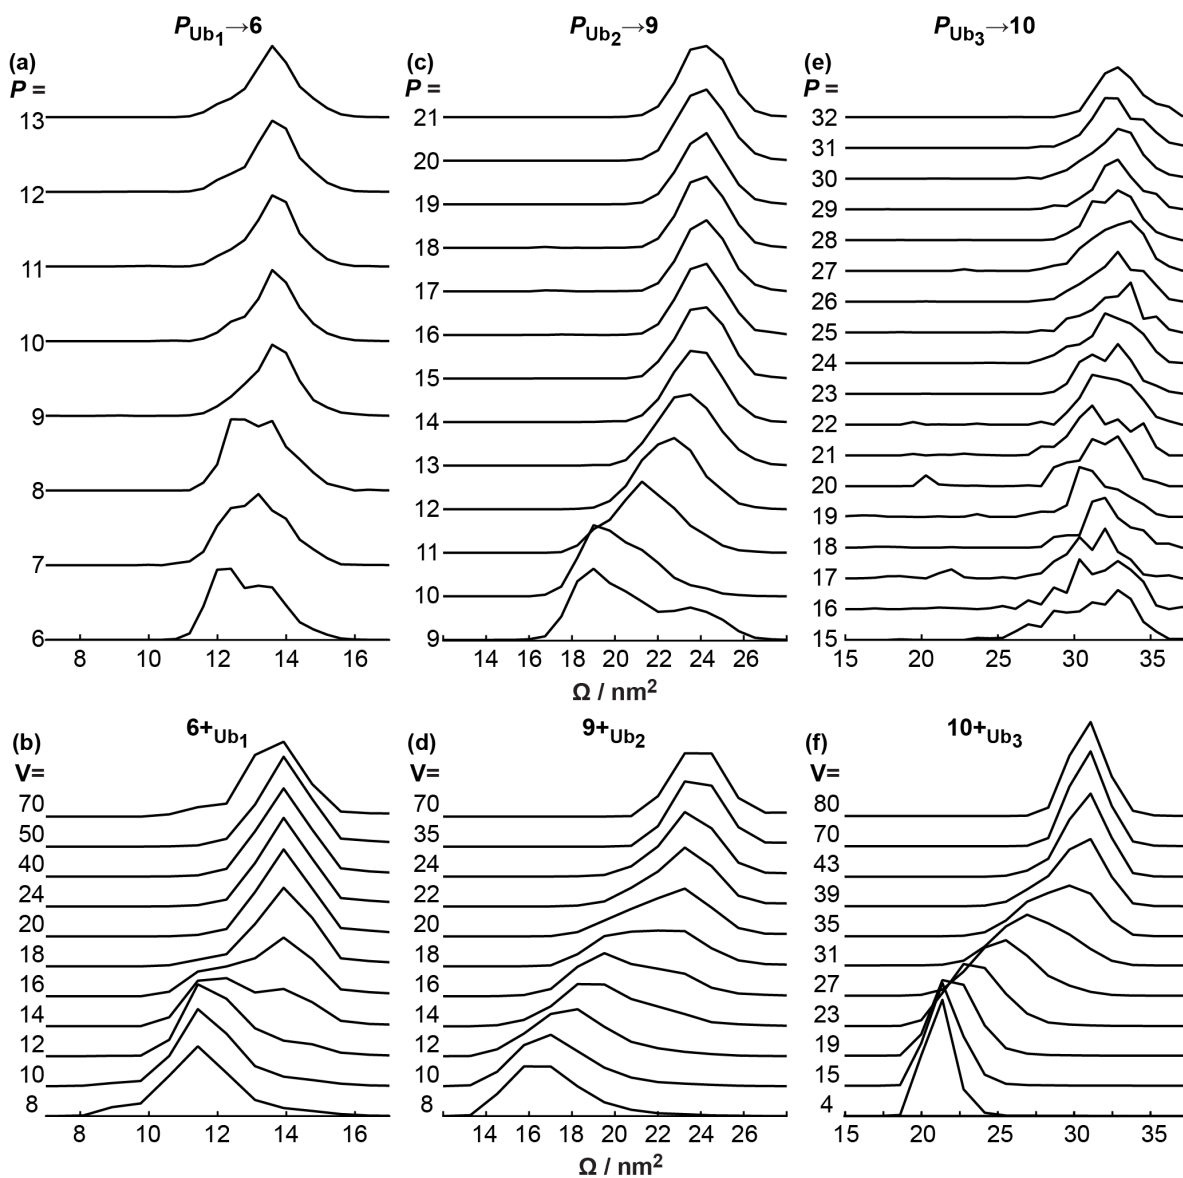 P_Ub₁→6
P_Ub₂→9
P_Ub₃→10
(a)
P =
13
12
11
10
9
8
7
6
8 10 12 14 16
(c)
P =
21
20
19
18
17
16
15
14
13
12
11
10
9
14 16 18 20 22 24 26
Ω / nm²
(e)
P =
32
31
30
29
28
27
26
25
24
23
22
21
20
19
18
17
16
15
15 20 25 30 35
6+Ub₁
9+Ub₂
10+Ub₃
(b)
V=
70
50
40
24
20
18
16
14
12
10
8
8 10 12 14 16
(d)
V=
70
35
24
22
20
18
16
14
12
10
8
14 16 18 20 22 24 26
Ω / nm²
(f)
V=
80
70
43
39
35
31
27
23
19
15
4
15 20 25 30 35